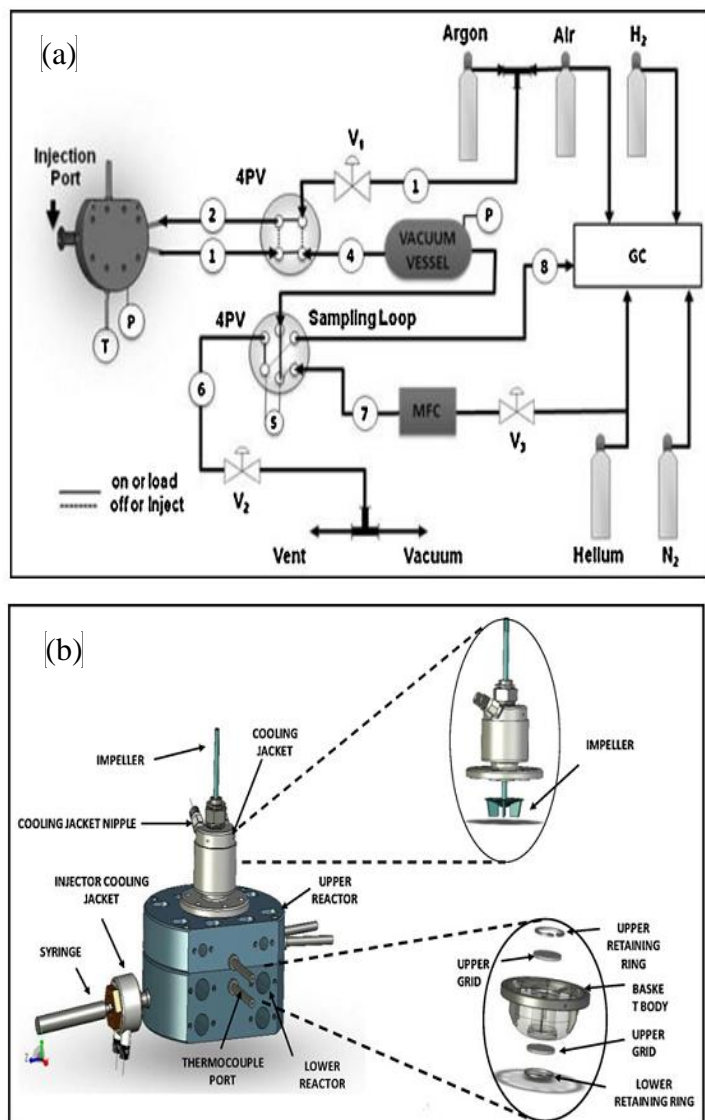 (a)
Argon
Air
H2
Injection
Port
V1
4PV
1
2
1
4
P
VACUUM
VESSEL
8
GC
T
P
4PV
Sampling Loop
6
S
7
MFC
V3
V2
on or load
off or Inject
Vent
Vacuum
Helium
N2
(b)
IMPELLER
COOLING
JACKET
IMPELLER
COOLING JACKET NIPPLE
INJECTOR COOLING
JACKET
UPPER
REACTOR
SYRINGE
UPPER
RETAINING
RING
UPPER
GRID
BASKE
T BODY
THERMOCOUPLE
PORT
LOWER
REACTOR
UPPER
GRID
LOWER
RETAINING RING
Z